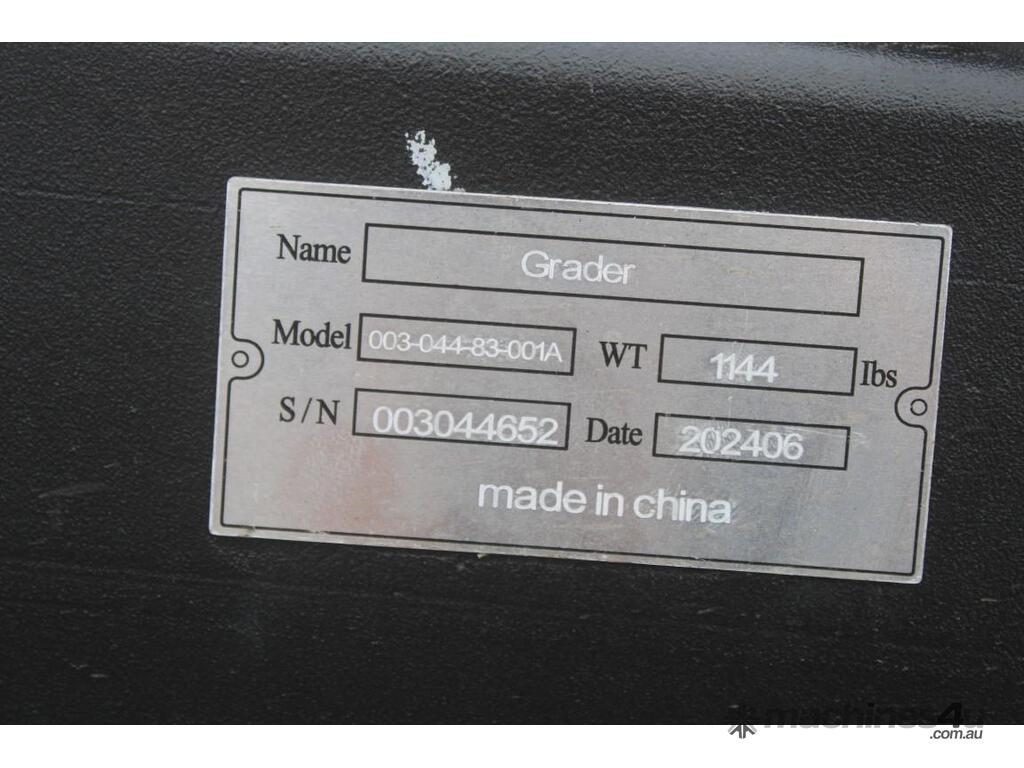 Name Grader
Model 003-044-83-001A WT 1144 lbs
S/N 003044652 Date 202406
made in china
machines4u
.com.au